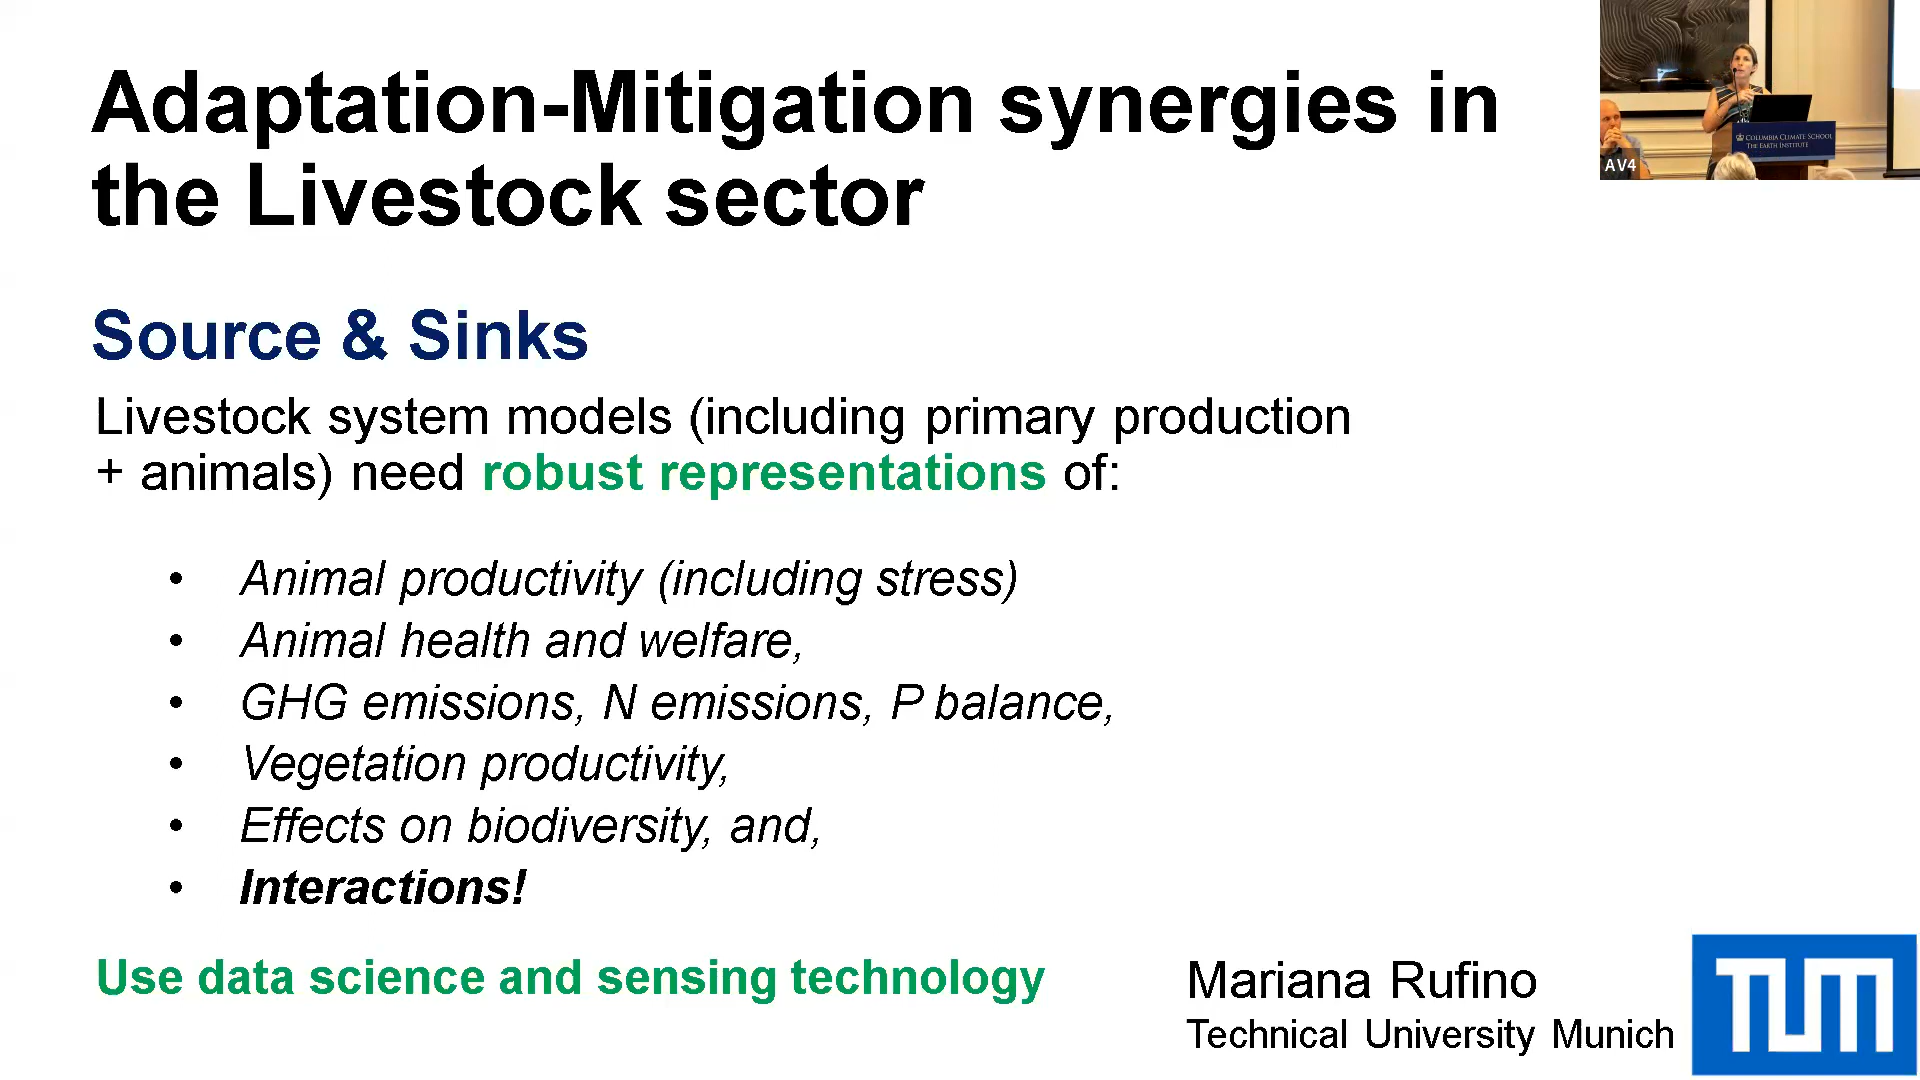 Adaptation-Mitigation synergies in
the Livestock sector
AV4
COLUMBIA CLIMATE SCHOOL
THE EARTH INSTITUTE
Source & Sinks
Livestock system models (including primary production
+ animals) need robust representations of:
• Animal productivity (including stress)
• Animal health and welfare,
• GHG emissions, N emissions, P balance,
• Vegetation productivity,
• Effects on biodiversity, and,
• Interactions!
Use data science and sensing technology
Mariana Rufino
Technical University Munich
TUM